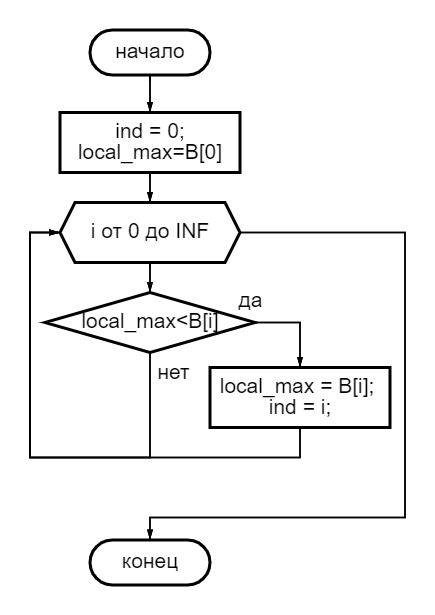 начало
ind = 0;
local_max=B[0]
i от 0 до INF
да
local_max<B[i]
нет
local_max = B[i];
ind = i;
конец